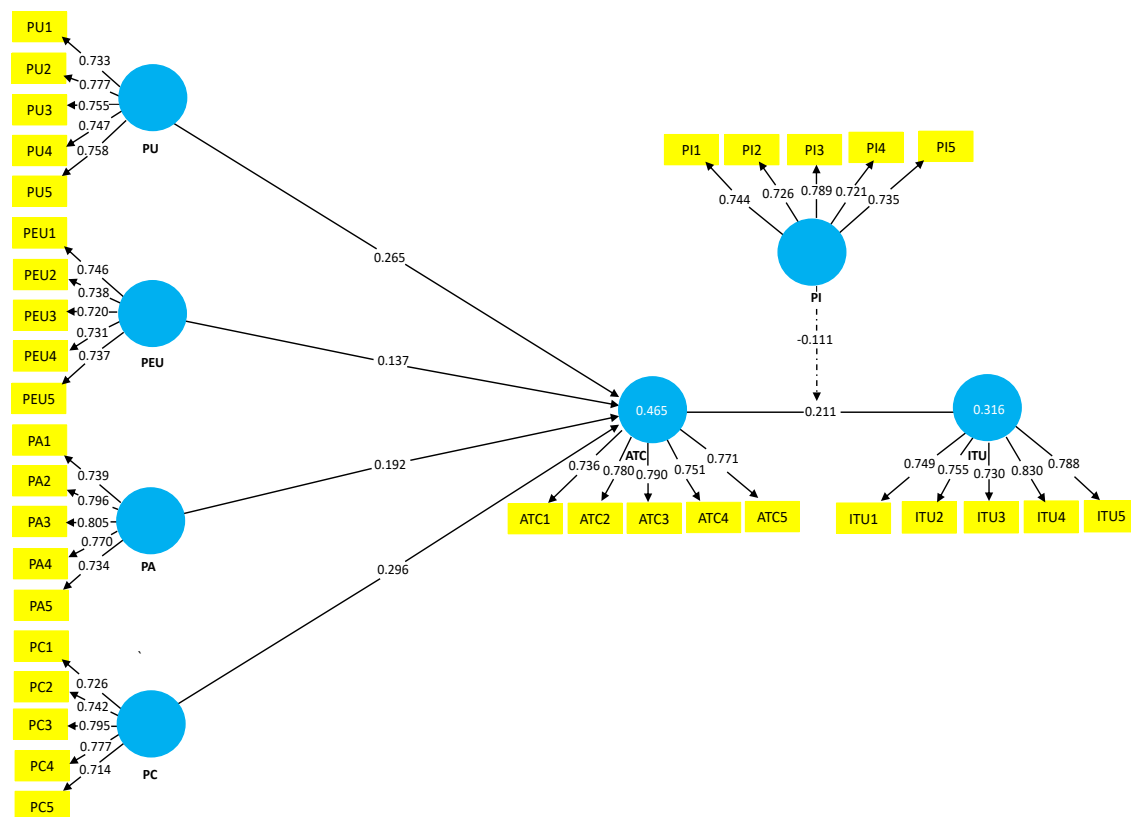 PU1
PU2
PU3
PU4
PU5
0.733
0.777
0.755
0.747
0.758
PU
PEU1
PEU2
PEU3
PEU4
PEU5
0.746
0.738
0.720
0.731
0.737
PEU
PA1
PA2
PA3
PA4
PA5
0.739
0.796
0.805
0.770
0.734
PA
PC1
PC2
PC3
PC4
PC5
0.726
0.742
0.795
0.777
0.714
PC
`
0.265
0.137
0.192
0.296
PI1 PI2 PI3 PI4 PI5
0.744 0.726 0.789 0.721 0.735
PI
-0.111
0.465
0.211
0.316
ATC
0.736 0.780 0.790 0.751 0.771
ATC1 ATC2 ATC3 ATC4 ATC5
ITU
0.749 0.755 0.730 0.830 0.788
ITU1 ITU2 ITU3 ITU4 ITU5